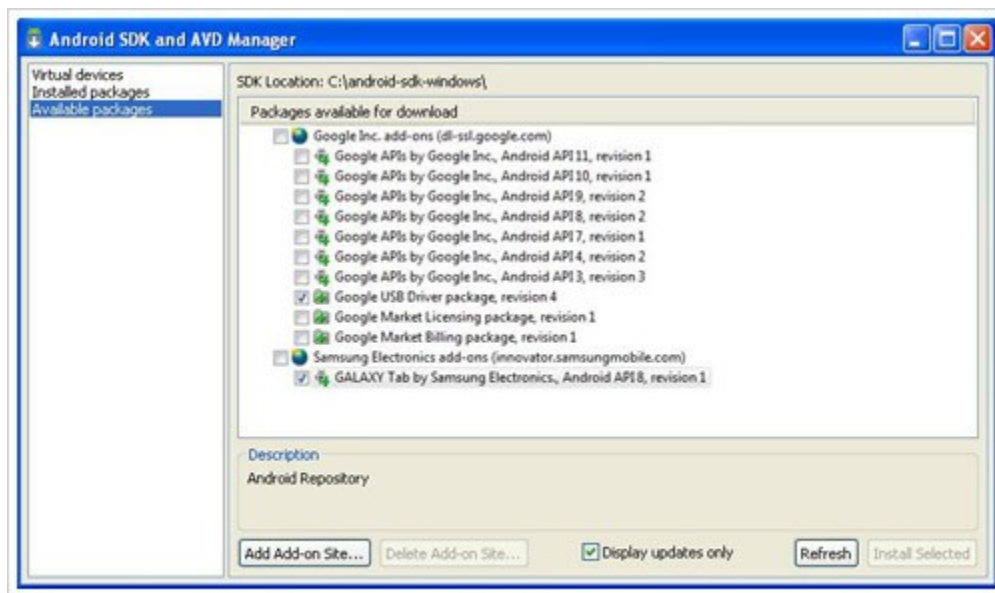 Android SDK and AVD Manager
Virtual devices
Installed packages
Available packages
SDK Location: C:\android-sdk-windows\
Packages available for download
Google Inc. add-ons (dl-ssl.google.com)
Google APIs by Google Inc., Android API 11, revision 1
Google APIs by Google Inc., Android API 10, revision 1
Google APIs by Google Inc., Android API 9, revision 2
Google APIs by Google Inc., Android API 8, revision 2
Google APIs by Google Inc., Android API 7, revision 1
Google APIs by Google Inc., Android API 4, revision 2
Google APIs by Google Inc., Android API 3, revision 3
Google USB Driver package, revision 4
Google Market Licensing package, revision 1
Google Market Billing package, revision 1
Samsung Electronics add-ons (innovator.samsungmobile.com)
GALAXY Tab by Samsung Electronics., Android API 8, revision 1
Description
Android Repository
Add Add-on Site... Delete Add-on Site... Display updates only Refresh Install Selected